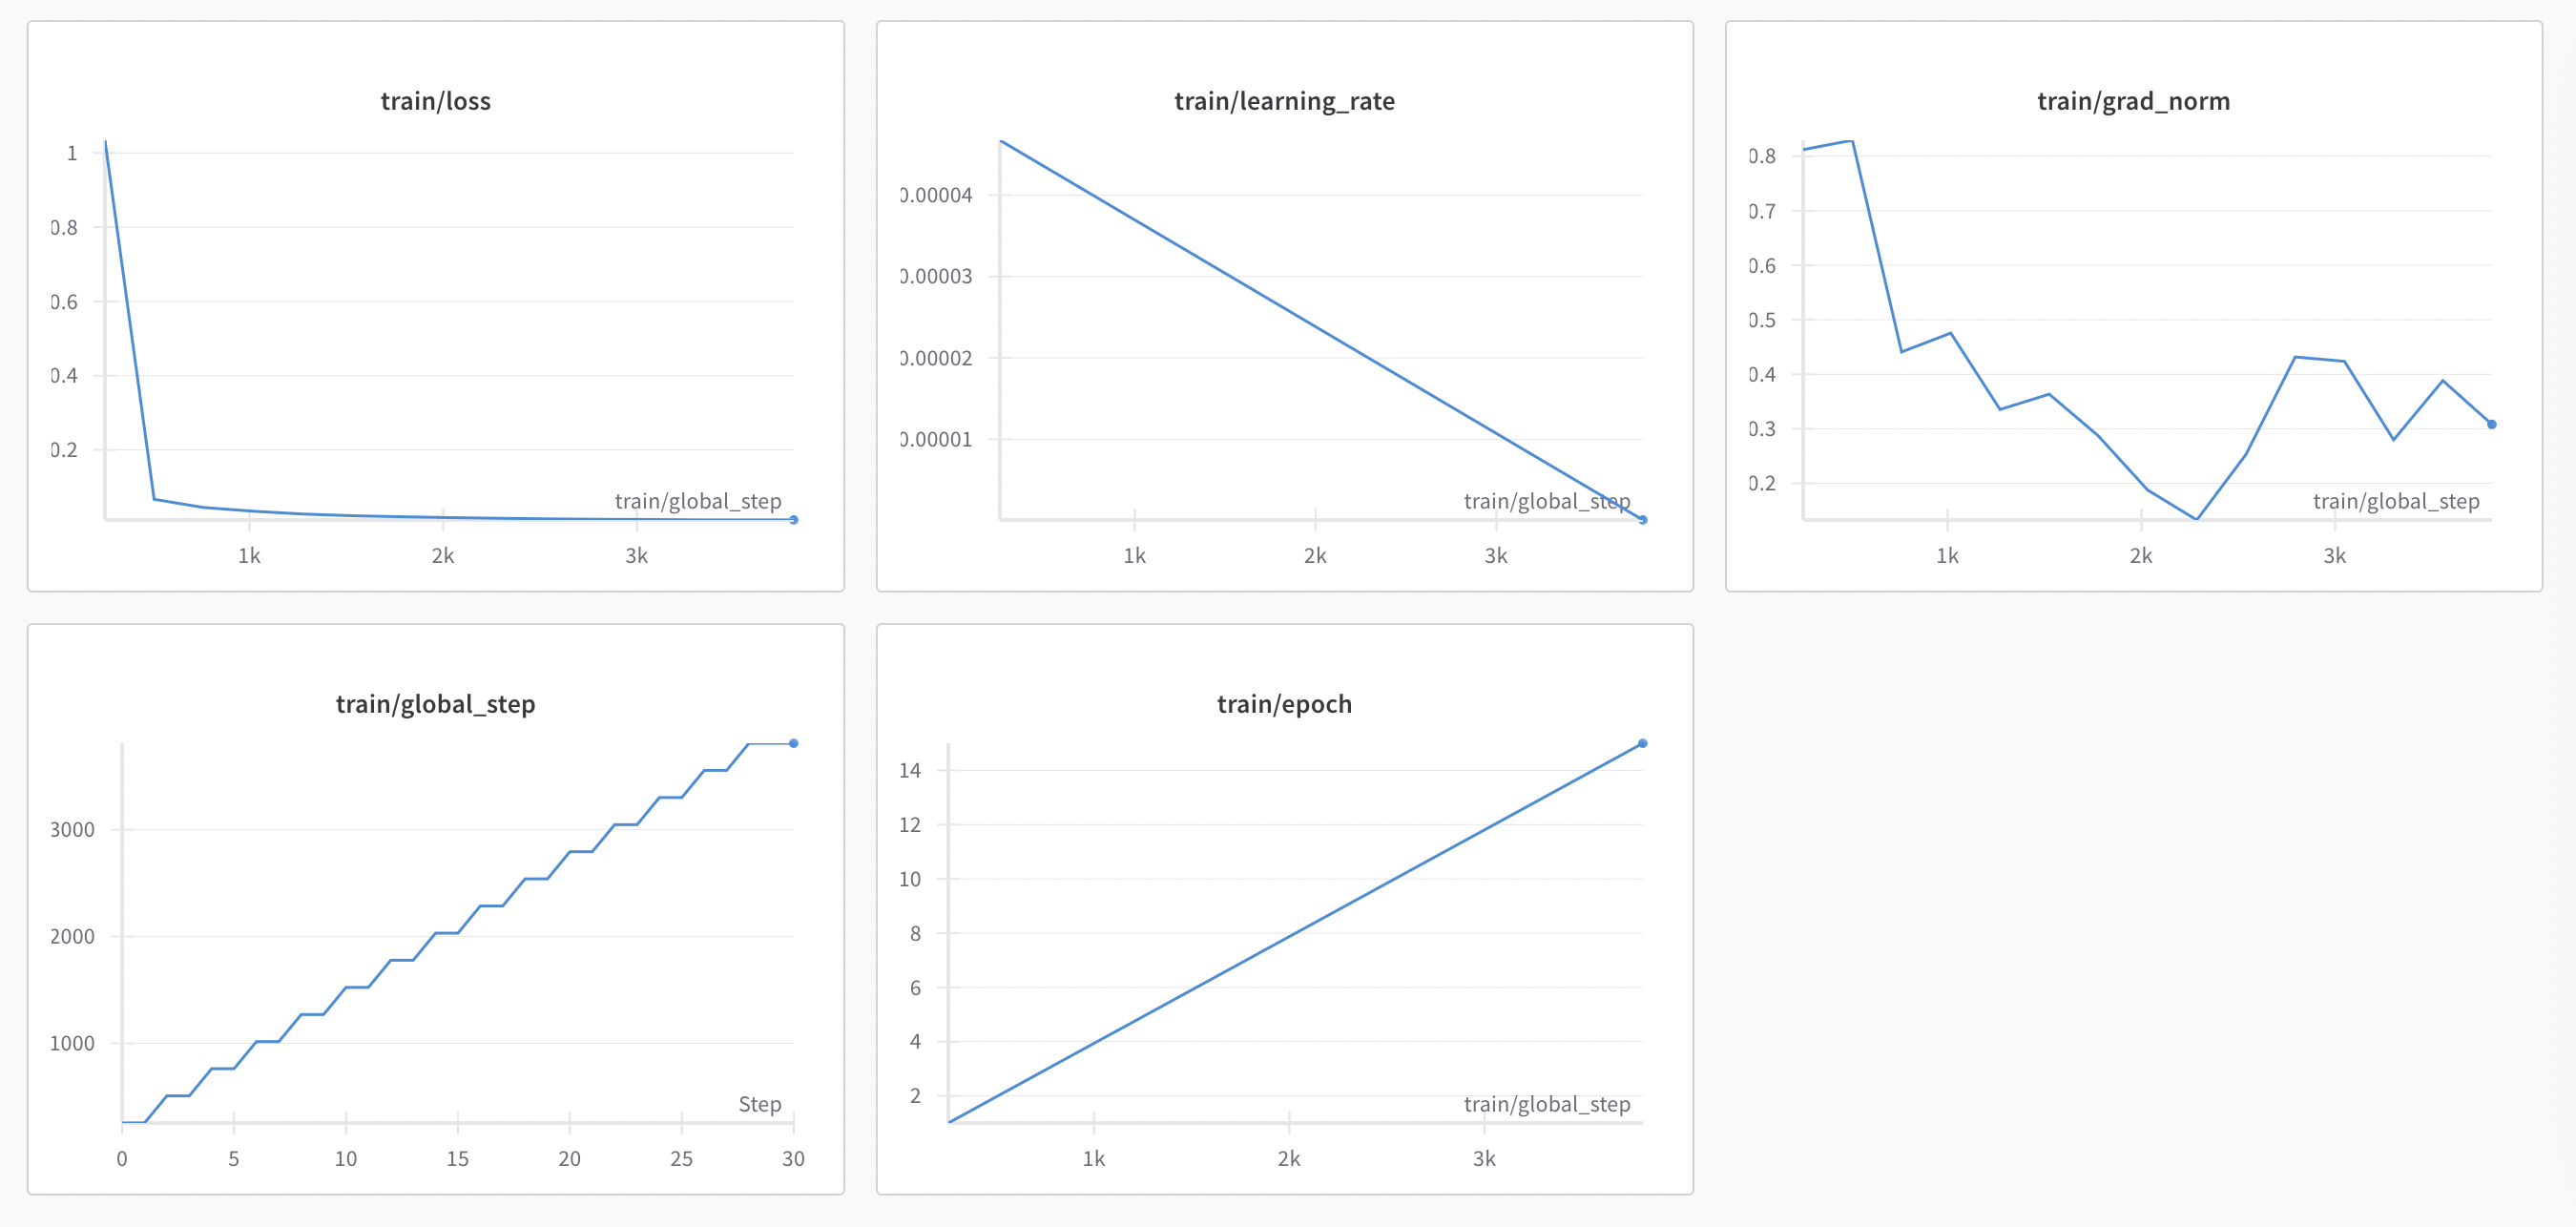 train/loss
1
0.8
0.6
0.4
0.2
train/global_step
1k
2k
3k
train/learning_rate
0.00004
0.00003
0.00002
0.00001
train/global_step
1k
2k
3k
train/grad_norm
0.8
0.7
0.6
0.5
0.4
0.3
0.2
train/global_step
1k
2k
3k
train/global_step
3000
2000
1000
Step
0
5
10
15
20
25
30
train/epoch
14
12
10
8
6
4
2
train/global_step
1k
2k
3k